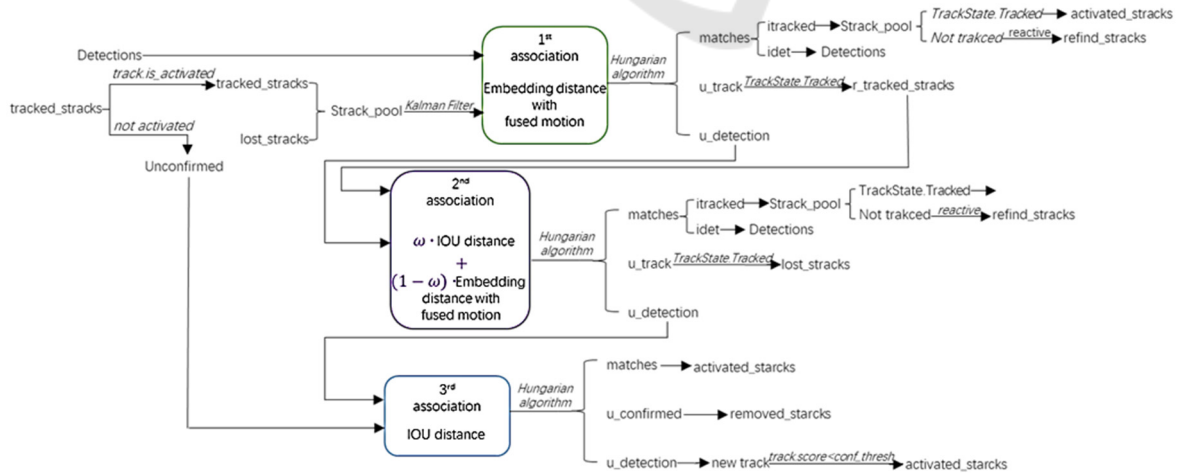 Detections
track.is_activated
tracked_stracks
tracked_stracks
not activated
lost_stracks
Unconfirmed
Strack_pool
Kalman Filter
1st
association
Embedding distance
with
fused motion
Hungarian
algorithm
matches
itracked
Strack_pool
TrackState.Tracked
activated_stracks
Not trakced
reactive
refind_stracks
idet
Detections
u_track
TrackState.Tracked
r_tracked_stracks
u_detection
2nd
association
ω · IOU distance
+
(1 − ω) ·Embedding
distance with
fused motion
Hungarian
algorithm
matches
itracked
Strack_pool
TrackState.Tracked
Not trakced
reactive
refind_stracks
idet
Detections
u_track
TrackState.Tracked
lost_stracks
u_detection
3rd
association
IOU distance
Hungarian
algorithm
matches
activated_starcks
u_confirmed
removed_starcks
u_detection
new track
track.score<conf_thresh
activated_starcks